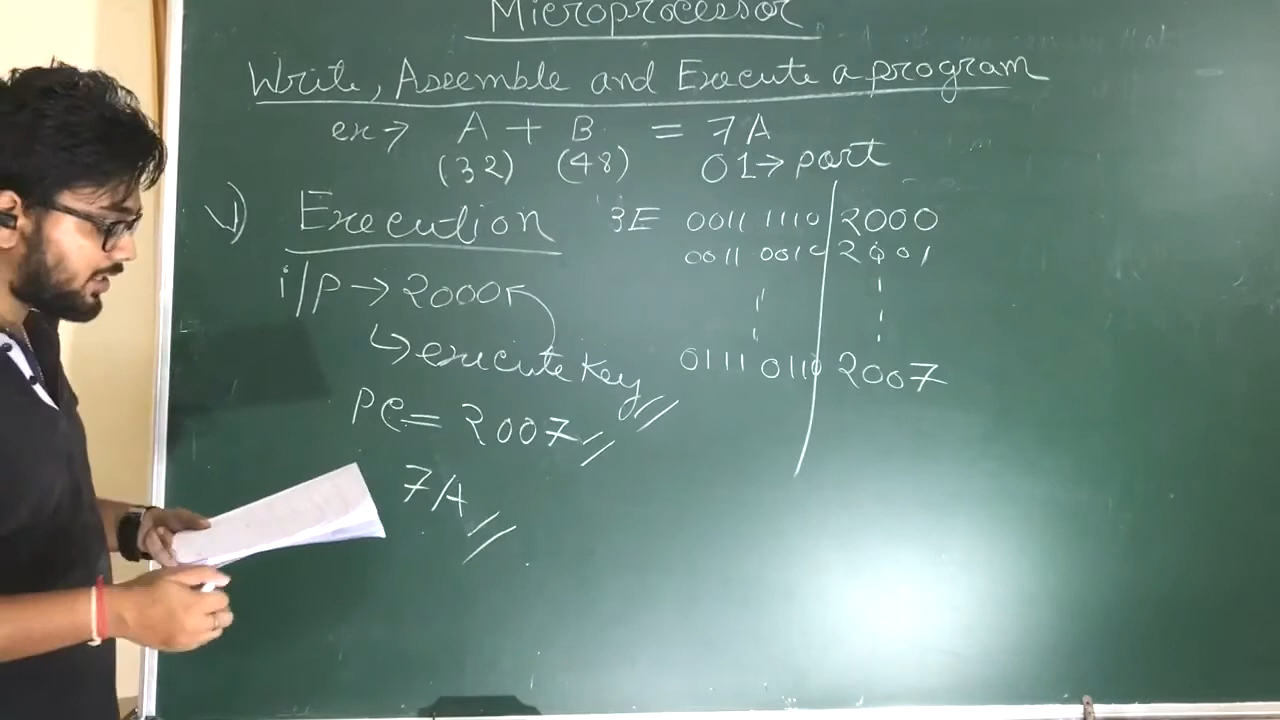 Microprocessor
Write, Assemble and Execute a program
ex → A + B = 7A
(32) (48) 01 → port
v) Execution
i/p → 2000
↳ execute key
PC = 2007
7A
3E 0011 1110 2000
0011 0010 2001
0111 0110 2007